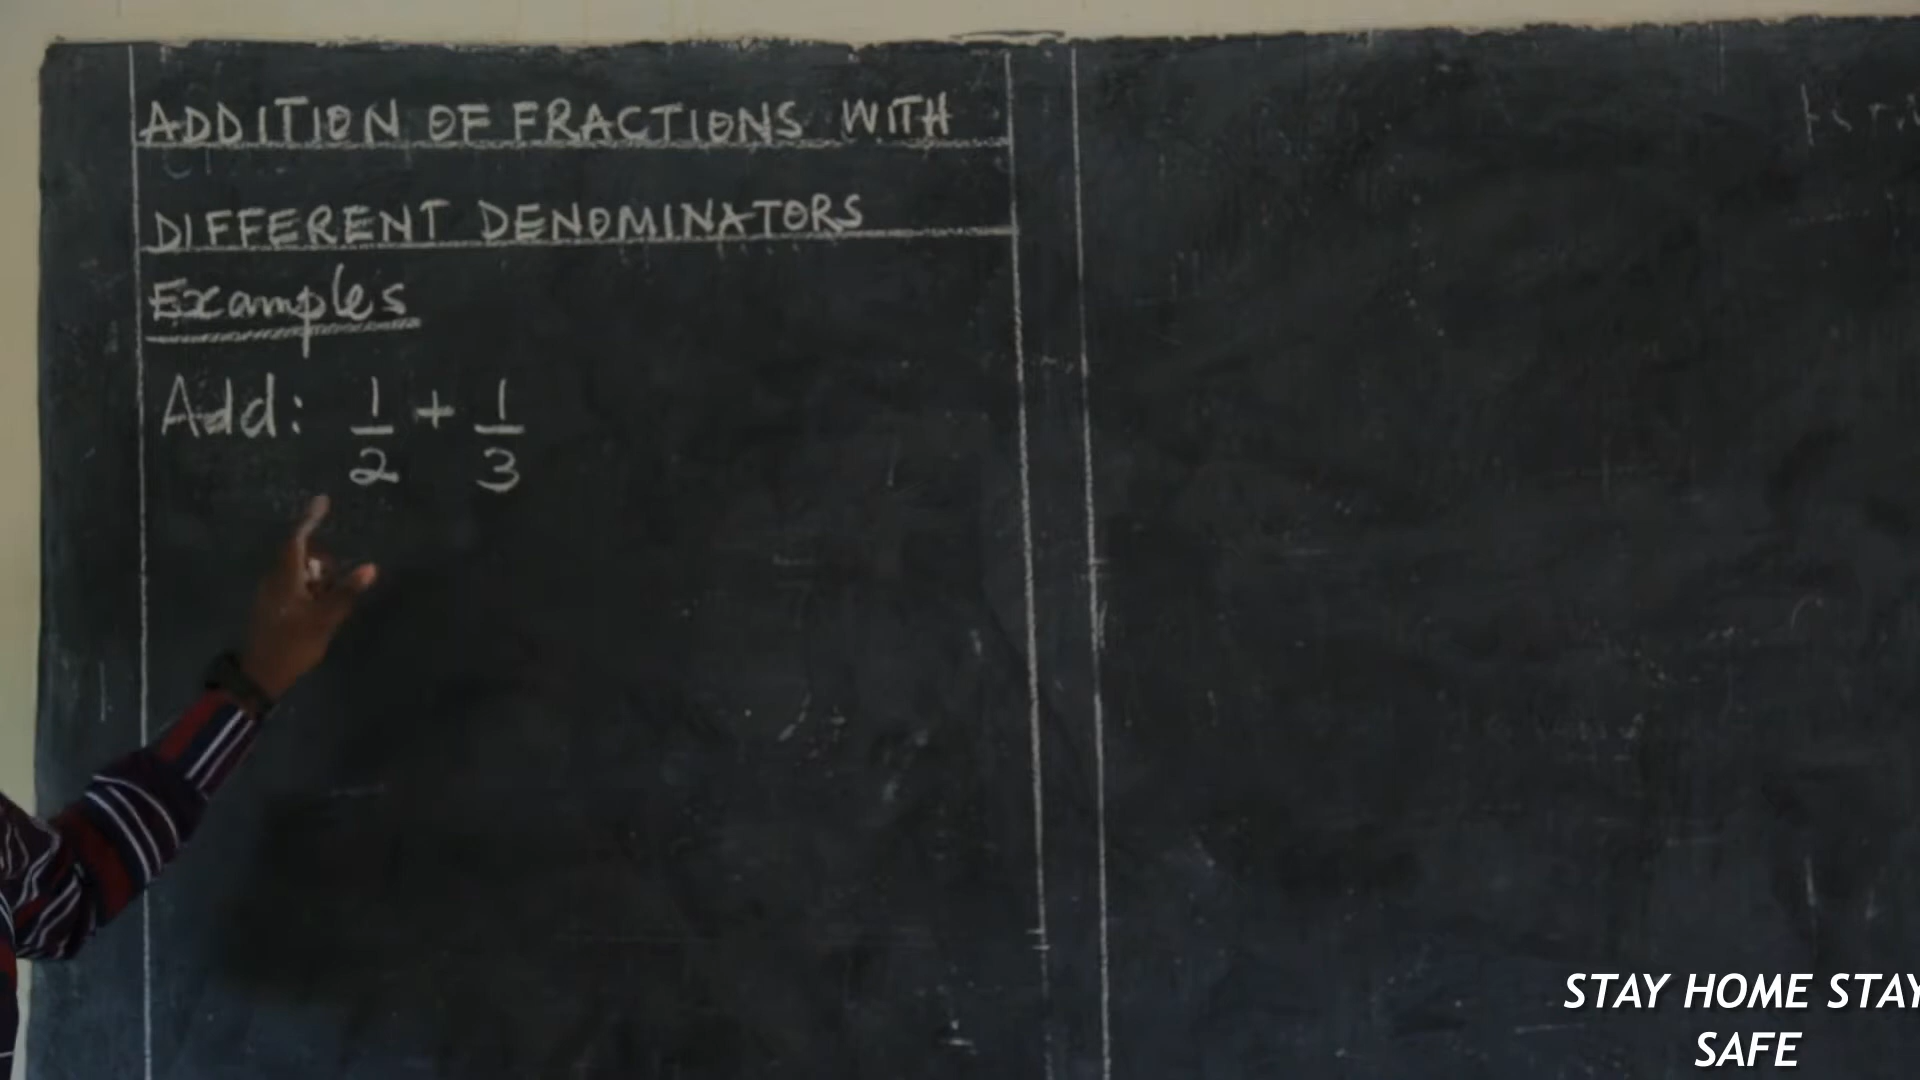 ADDITION OF FRACTIONS WITH
DIFFERENT DENOMINATORS
Examples
Add: 1/2 + 1/3
STAY HOME STAY
SAFE